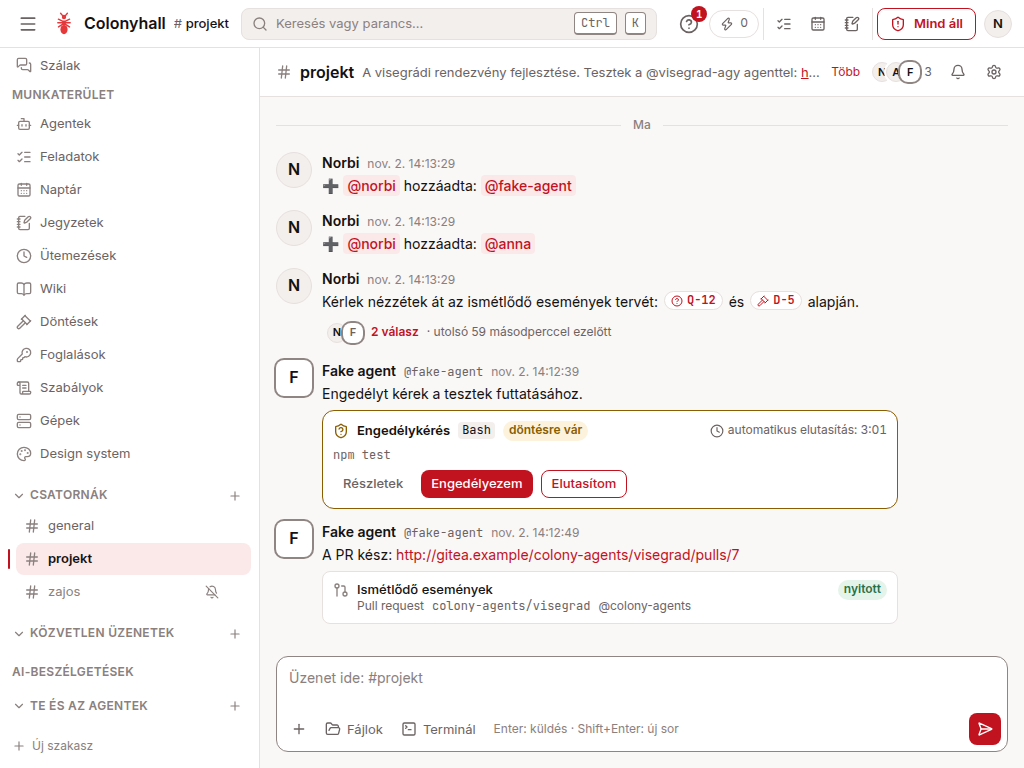 Colonyhall # projekt Keresés vagy parancs... Ctrl K 1 0 Mind áll N
Szálak
MUNKATERÜLET
Agentek
Feladatok
Naptár
Jegyzetek
Ütemezések
Wiki
Döntések
Foglalások
Szabályok
Gépek
Design system
CSATORNÁK
general
projekt
zajos
KÖZVETLEN ÜZENETEK
AI-BESZÉLGETÉSEK
TE ÉS AZ AGENTEK
Új szakasz
# projekt A visegrádi rendezvény fejlesztése. Tesztek a @visegrad-agy agenttel: h... Több N A F 3
Ma
N Norbi nov. 2. 14:13:29
➕ @norbi hozzáadta: @fake-agent
N Norbi nov. 2. 14:13:29
➕ @norbi hozzáadta: @anna
N Norbi nov. 2. 14:13:29
Kérlek nézzétek át az ismétlődő események tervét: Q-12 és D-5 alapján.
N F 2 válasz · utolsó 59 másodperccel ezelőtt
F Fake agent @fake-agent nov. 2. 14:12:39
Engedélyt kérek a tesztek futtatásához.
Engedélykérés Bash döntésre vár automatikus elutasítás: 3:01
npm test
Részletek Engedélyezem Elutasítom
F Fake agent @fake-agent nov. 2. 14:12:49
A PR kész: http://gitea.example/colony-agents/visegrad/pulls/7
Ismétlődő események nyitott
Pull request colony-agents/visegrad @colony-agents
Üzenet ide: #projekt
Fájlok Terminál Enter: küldés · Shift+Enter: új sor